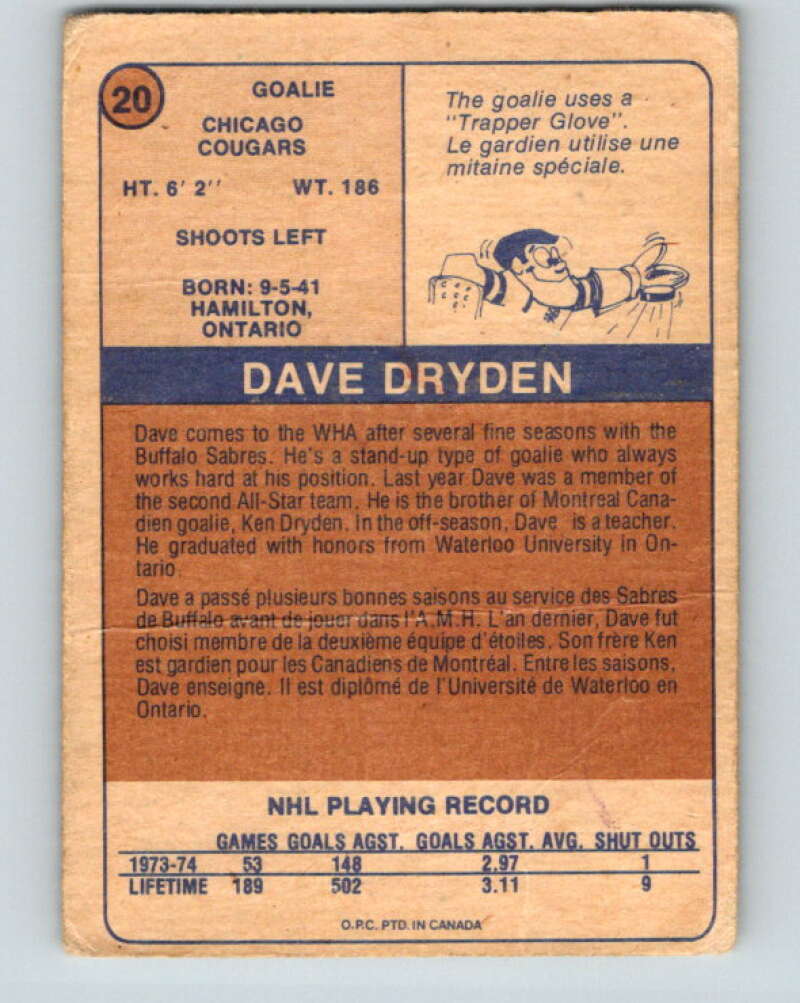 20
GOALIE
CHICAGO
COUGARS
HT. 6' 2'' WT. 186
SHOOTS LEFT
BORN: 9-5-41
HAMILTON,
ONTARIO
The goalie uses a
"Trapper Glove".
Le gardien utilise une
mitaine spéciale.
DAVE DRYDEN
Dave comes to the WHA after several fine seasons with the
Buffalo Sabres. He's a stand-up type of goalie who always
works hard at his position. Last year Dave was a member of
the second All-Star team. He is the brother of Montreal Cana-
dien goalie, Ken Dryden. In the off-season, Dave is a teacher.
He graduated with honors from Waterloo University in On-
tario.
Dave a passé plusieurs bonnes saisons au service des Sabres
de Buffalo avant de jouer dans l'A.M.H. L'an dernier, Dave fut
choisi membre de la deuxième équipe d'étoiles. Son frère Ken
est gardien pour les Canadiens de Montréal. Entre les saisons,
Dave enseigne. Il est diplômé de l'Université de Waterloo en
Ontario.
NHL PLAYING RECORD
GAMES GOALS AGST. GOALS AGST. AVG. SHUT OUTS
1973-74 53 148 2.97 1
LIFETIME 189 502 3.11 9
O.P.C. PTD. IN CANADA